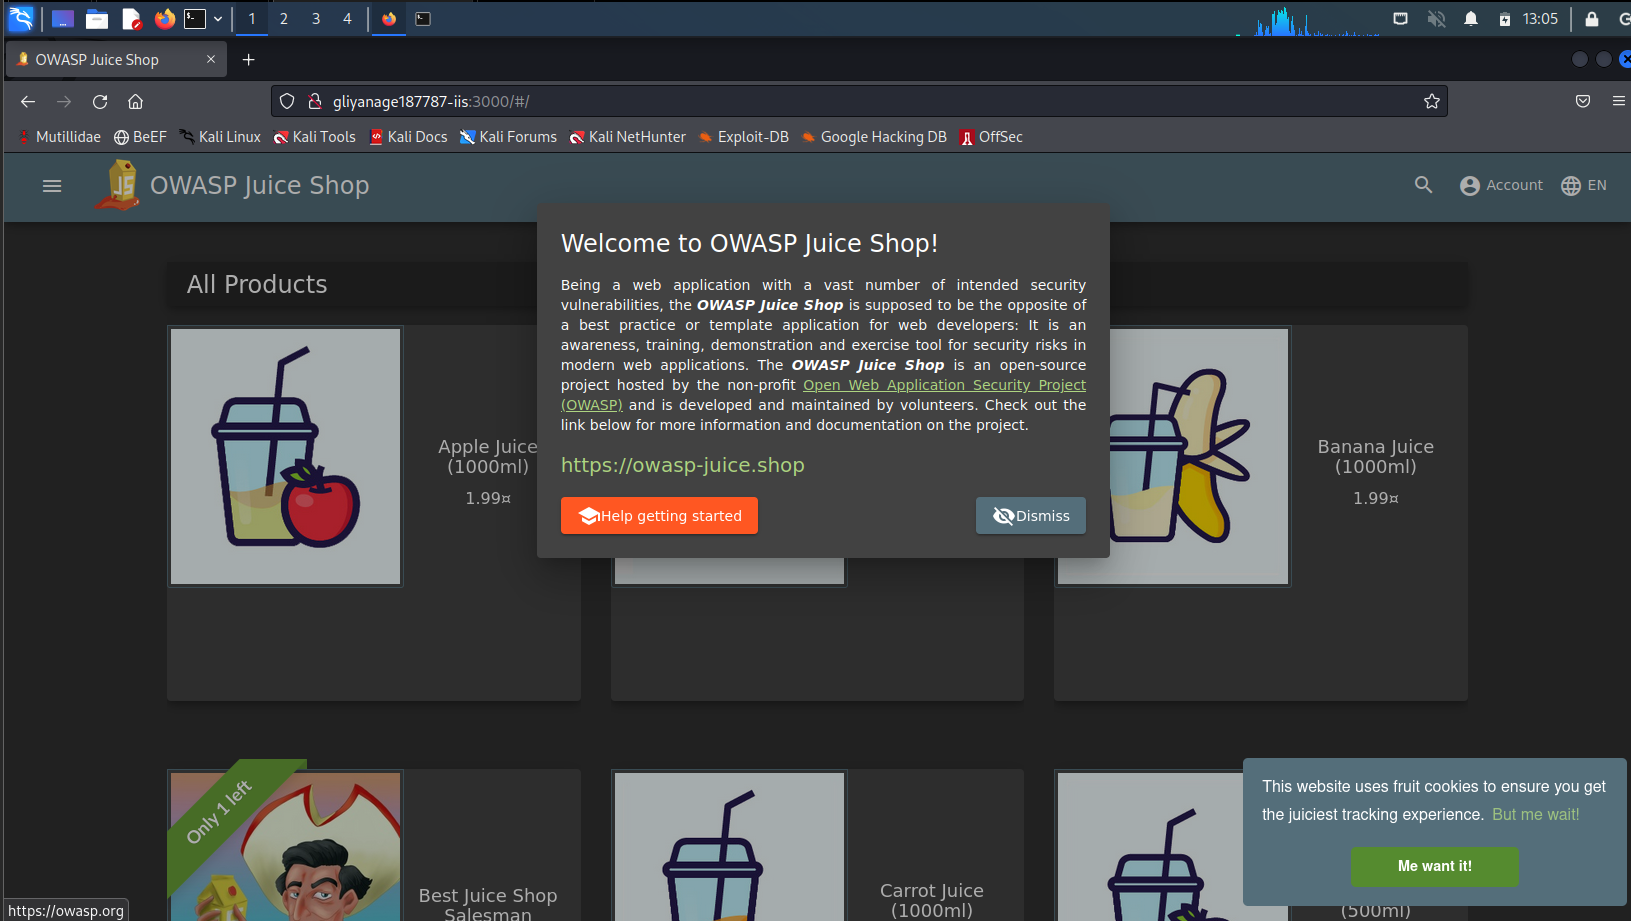 1 2 3 4
13:05
OWASP Juice Shop
gliyanage187787-iis:3000/#/
Mutillidae BeEF Kali Linux Kali Tools Kali Docs Kali Forums Kali NetHunter Exploit-DB Google Hacking DB OffSec
JS
OWASP Juice Shop
Account
EN
Welcome to OWASP Juice Shop!
Being a web application with a vast number of intended security
vulnerabilities, the OWASP Juice Shop is supposed to be the opposite of
a best practice or template application for web developers: It is an
awareness, training, demonstration and exercise tool for security risks in
modern web applications. The OWASP Juice Shop is an open-source
project hosted by the non-profit Open Web Application Security Project
(OWASP) and is developed and maintained by volunteers. Check out the
link below for more information and documentation on the project.
https://owasp-juice.shop
Help getting started
Dismiss
All Products
Apple Juice
(1000ml)
1.99¤
Banana Juice
(1000ml)
1.99¤
Only 1 left
Best Juice Shop
Salesman
Carrot Juice
(1000ml)
(500ml)
This website uses fruit cookies to ensure you get
the juiciest tracking experience. But me wait!
Me want it!
https://owasp.org